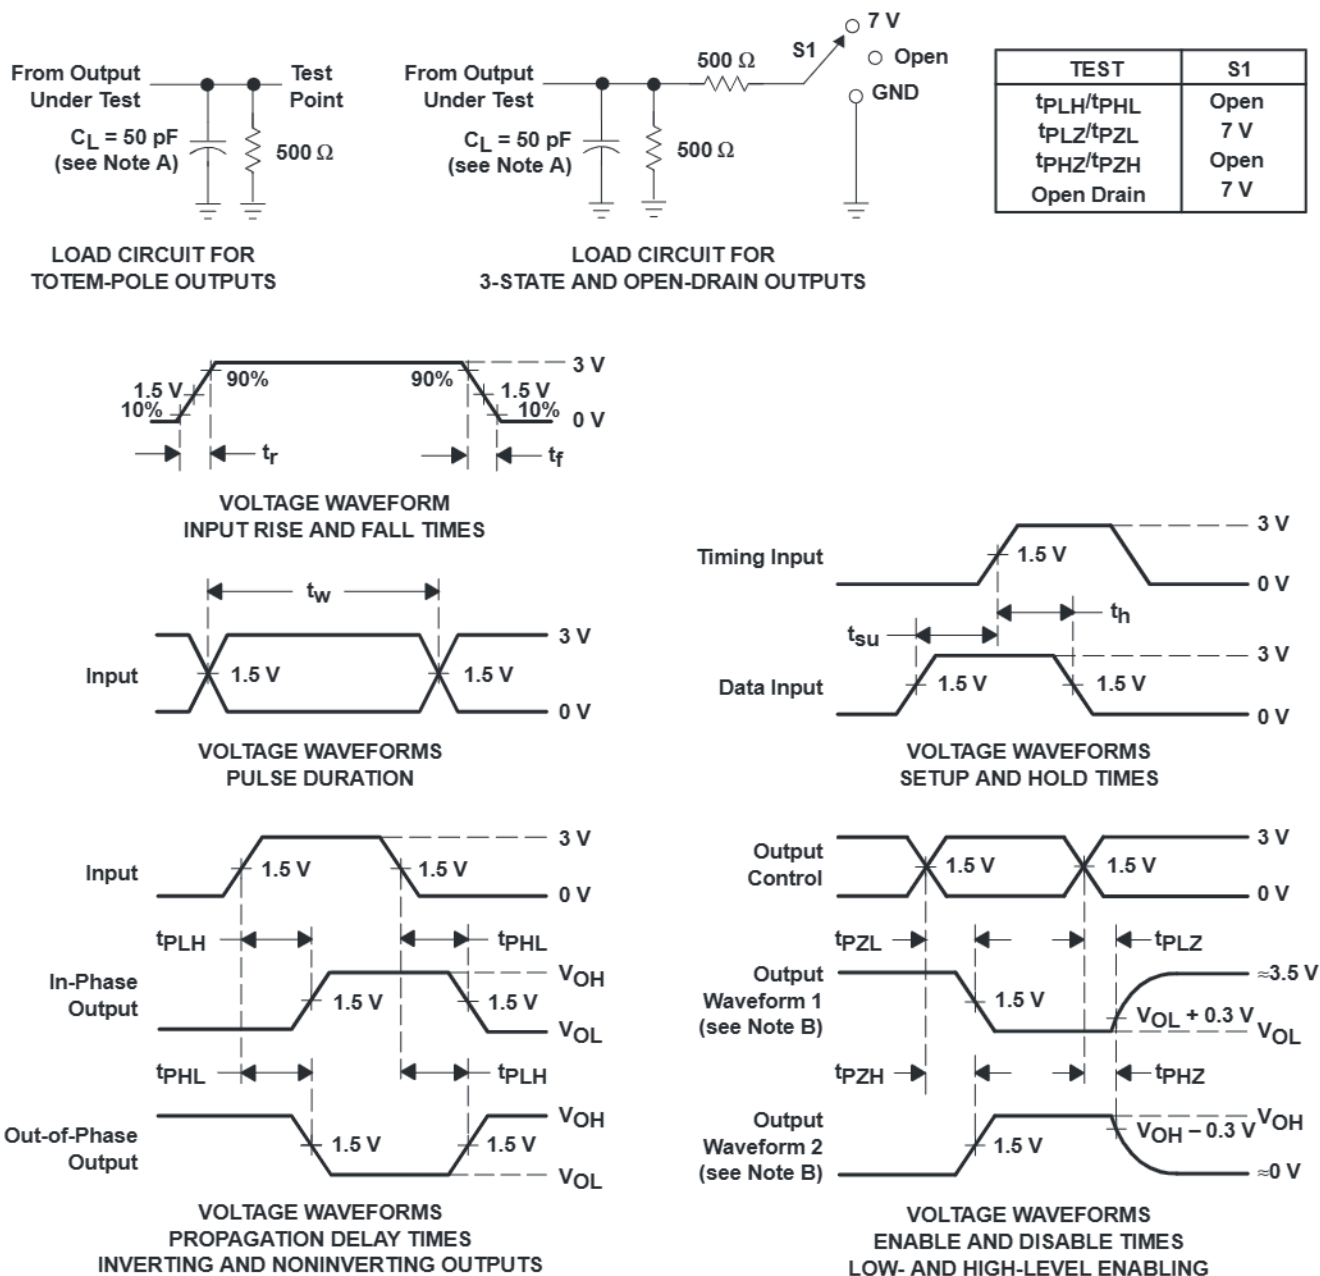 From Output
Under Test
Test
Point
CL = 50 pF
(see Note A)
500 Ω
LOAD CIRCUIT FOR
TOTEM-POLE OUTPUTS
From Output
Under Test
CL = 50 pF
(see Note A)
500 Ω
500 Ω
S1
7 V
Open
GND
LOAD CIRCUIT FOR
3-STATE AND OPEN-DRAIN OUTPUTS
TEST S1
tPLH/tPHL Open
tPLZ/tPZL 7 V
tPHZ/tPZH Open
Open Drain 7 V
90% 90% 3 V
1.5 V 1.5 V
10% 10% 0 V
tr tf
VOLTAGE WAVEFORM
INPUT RISE AND FALL TIMES
tw
3 V
Input 1.5 V 1.5 V
0 V
VOLTAGE WAVEFORMS
PULSE DURATION
3 V
Timing Input 1.5 V
0 V
th
tsu
3 V
Data Input 1.5 V 1.5 V
0 V
VOLTAGE WAVEFORMS
SETUP AND HOLD TIMES
3 V
Input 1.5 V 1.5 V
0 V
tPLH tPHL
In-Phase
Output
VOH
1.5 V 1.5 V
VOL
tPHL tPLH
Out-of-Phase
Output
VOH
1.5 V 1.5 V
VOL
VOLTAGE WAVEFORMS
PROPAGATION DELAY TIMES
INVERTING AND NONINVERTING OUTPUTS
Output
Control
3 V
1.5 V 1.5 V
0 V
tPZL tPLZ
Output
Waveform 1
(see Note B)
≈3.5 V
1.5 V VOL + 0.3 V
VOL
tPZH tPHZ
Output
Waveform 2
(see Note B)
VOH
1.5 V VOH – 0.3 V
≈0 V
VOLTAGE WAVEFORMS
ENABLE AND DISABLE TIMES
LOW- AND HIGH-LEVEL ENABLING